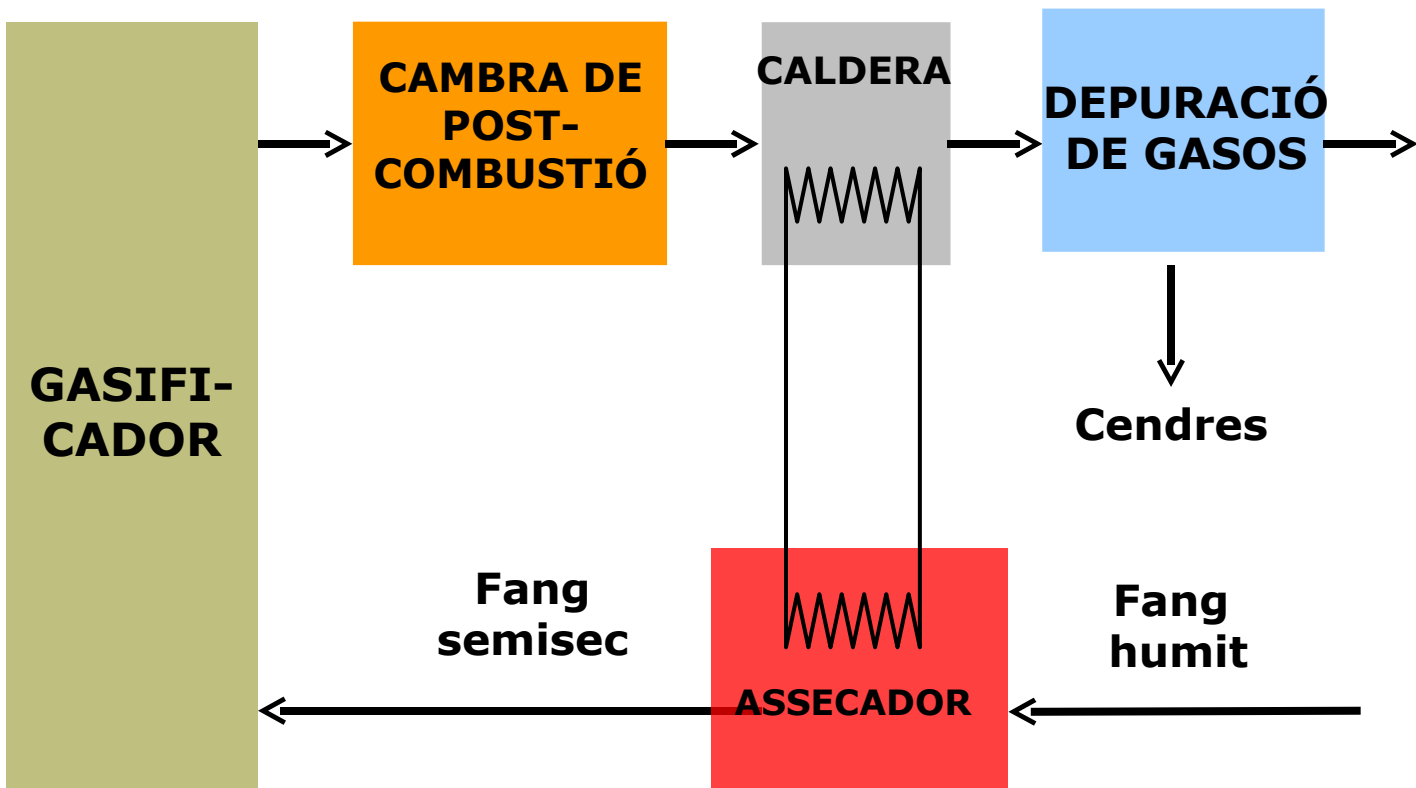 CAMBRA DE
POST-
COMBUSTIÓ
CALDERA
DEPURACIÓ
DE GASOS
GASIFI-
CADOR
Cendres
Fang
semisec
Fang
humit
ASSECADOR